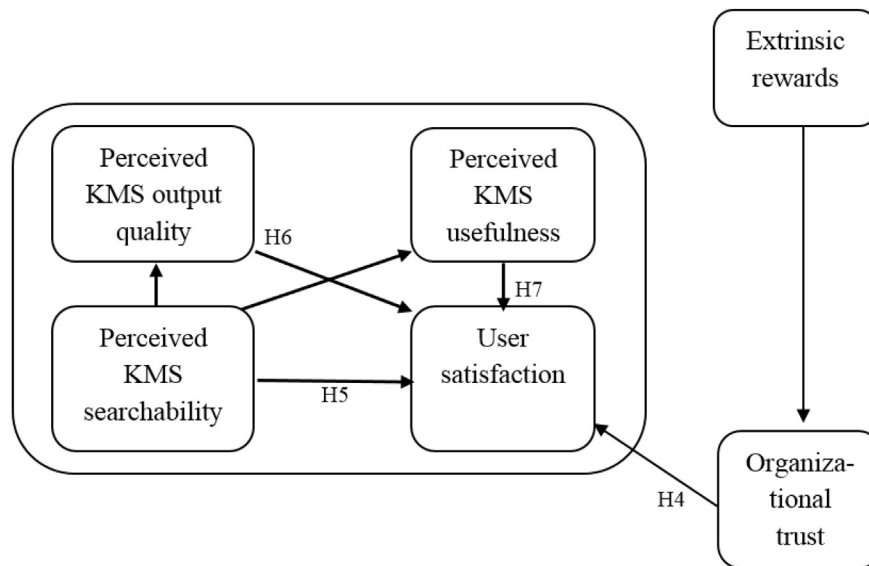 Extrinsic
rewards
Perceived
KMS output
quality
Perceived
KMS
usefulness
H6
H7
Perceived
KMS
searchability
User
satisfaction
H5
H4
Organiza-
tional
trust